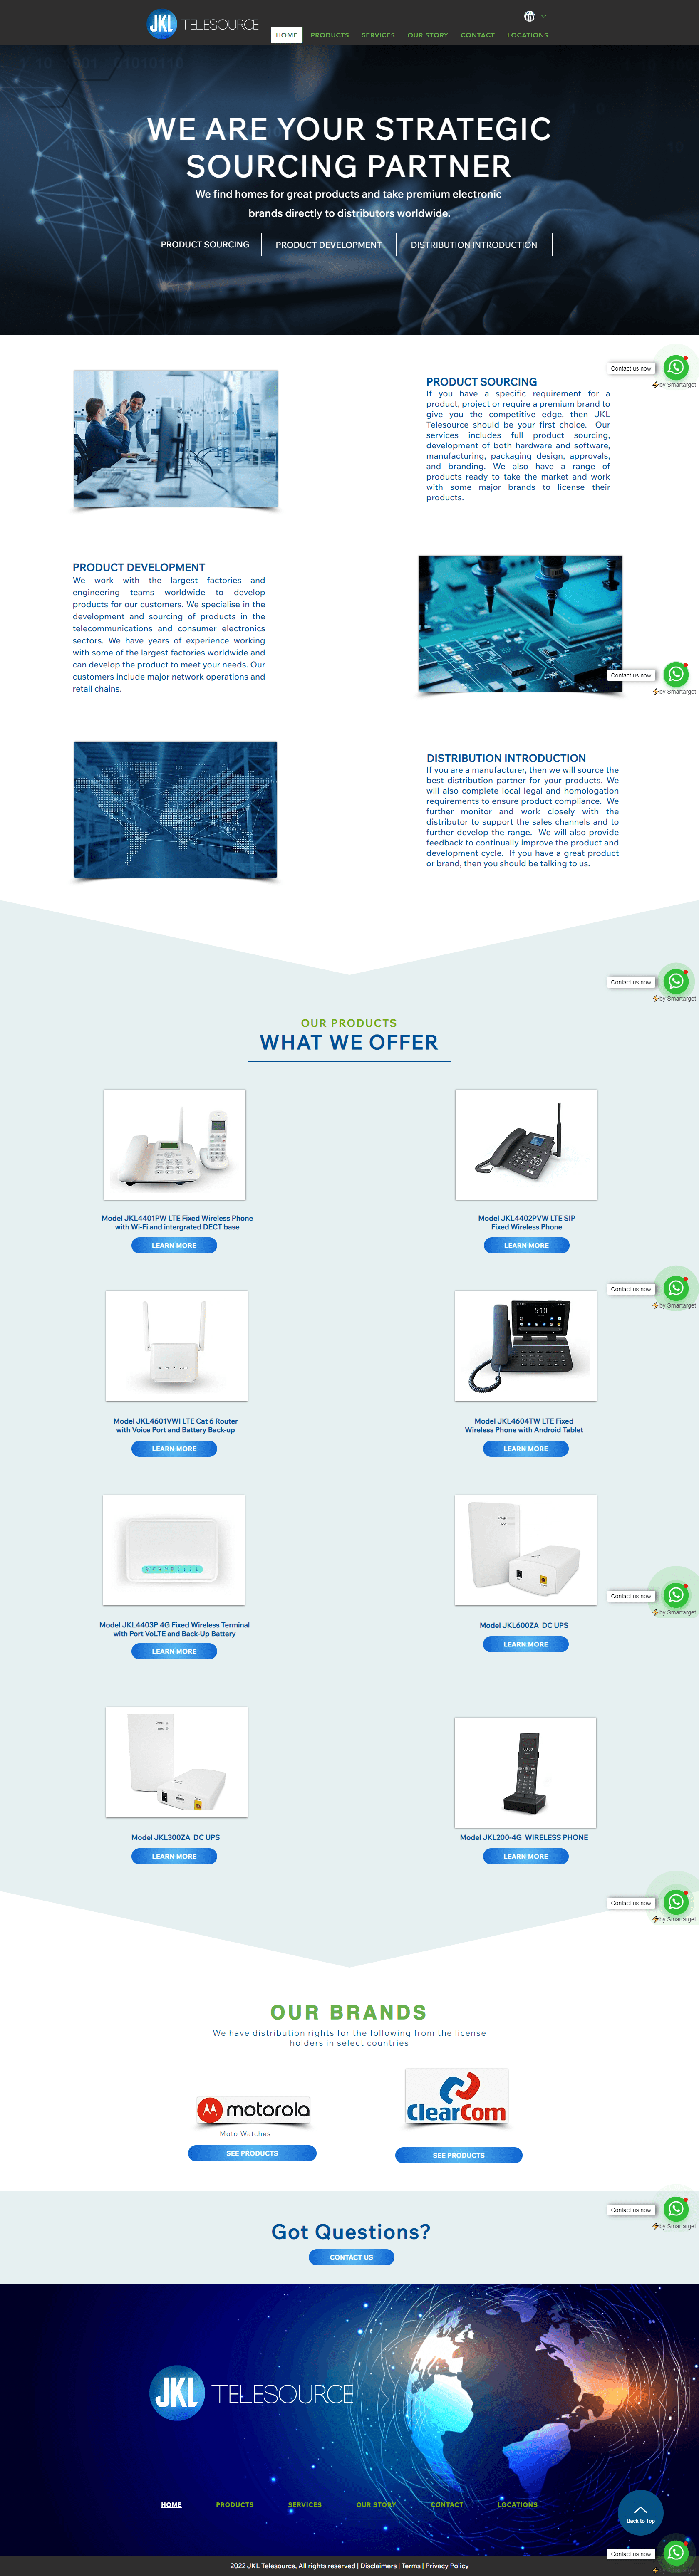 JKL TELESOURCE
HOME PRODUCTS SERVICES OUR STORY CONTACT LOCATIONS
WE ARE YOUR STRATEGIC
SOURCING PARTNER
We find homes for great products and take premium electronic
brands directly to distributors worldwide.
PRODUCT SOURCING PRODUCT DEVELOPMENT DISTRIBUTION INTRODUCTION
Contact us now
by Smartarget
PRODUCT SOURCING
If you have a specific requirement for a
product, project or require a premium brand to
give you the competitive edge, then JKL
Telesource should be your first choice. Our
services includes full product sourcing,
development of both hardware and software,
manufacturing, packaging design, approvals,
and branding. We also have a range of
products ready to take the market and work
with some major brands to license their
products.
PRODUCT DEVELOPMENT
We work with the largest factories and
engineering teams worldwide to develop
products for our customers. We specialise in the
development and sourcing of products in the
telecommunications and consumer electronics
sectors. We have years of experience working
with some of the largest factories worldwide and
can develop the product to meet your needs. Our
customers include major network operations and
retail chains.
Contact us now
by Smartarget
DISTRIBUTION INTRODUCTION
If you are a manufacturer, then we will source the
best distribution partner for your products. We
will also complete local legal and homologation
requirements to ensure product compliance. We
further monitor and work closely with the
distributor to support the sales channels and to
further develop the range. We will also provide
feedback to continually improve the product and
development cycle. If you have a great product
or brand, then you should be talking to us.
Contact us now
by Smartarget
OUR PRODUCTS
WHAT WE OFFER
Model JKL4401PW LTE Fixed Wireless Phone
with Wi-Fi and intergrated DECT base
LEARN MORE
Model JKL4402PVW LTE SIP
Fixed Wireless Phone
LEARN MORE
Contact us now
by Smartarget
5:10
Model JKL4601VWI LTE Cat 6 Router
with Voice Port and Battery Back-up
LEARN MORE
Model JKL4604TW LTE Fixed
Wireless Phone with Android Tablet
LEARN MORE
Contact us now
by Smartarget
Model JKL4403P 4G Fixed Wireless Terminal
with Port VoLTE and Back-Up Battery
LEARN MORE
Model JKL600ZA DC UPS
LEARN MORE
00:00
Model JKL300ZA DC UPS
LEARN MORE
Model JKL200-4G WIRELESS PHONE
LEARN MORE
Contact us now
by Smartarget
OUR BRANDS
We have distribution rights for the following from the license
holders in select countries
motorola
Moto Watches
SEE PRODUCTS
ClearCom
SEE PRODUCTS
Contact us now
by Smartarget
Got Questions?
CONTACT US
JKL TELESOURCE
HOME PRODUCTS SERVICES OUR STORY CONTACT LOCATIONS
Back to Top
Contact us now
2022 JKL Telesource, All rights reserved | Disclaimers | Terms | Privacy Policy